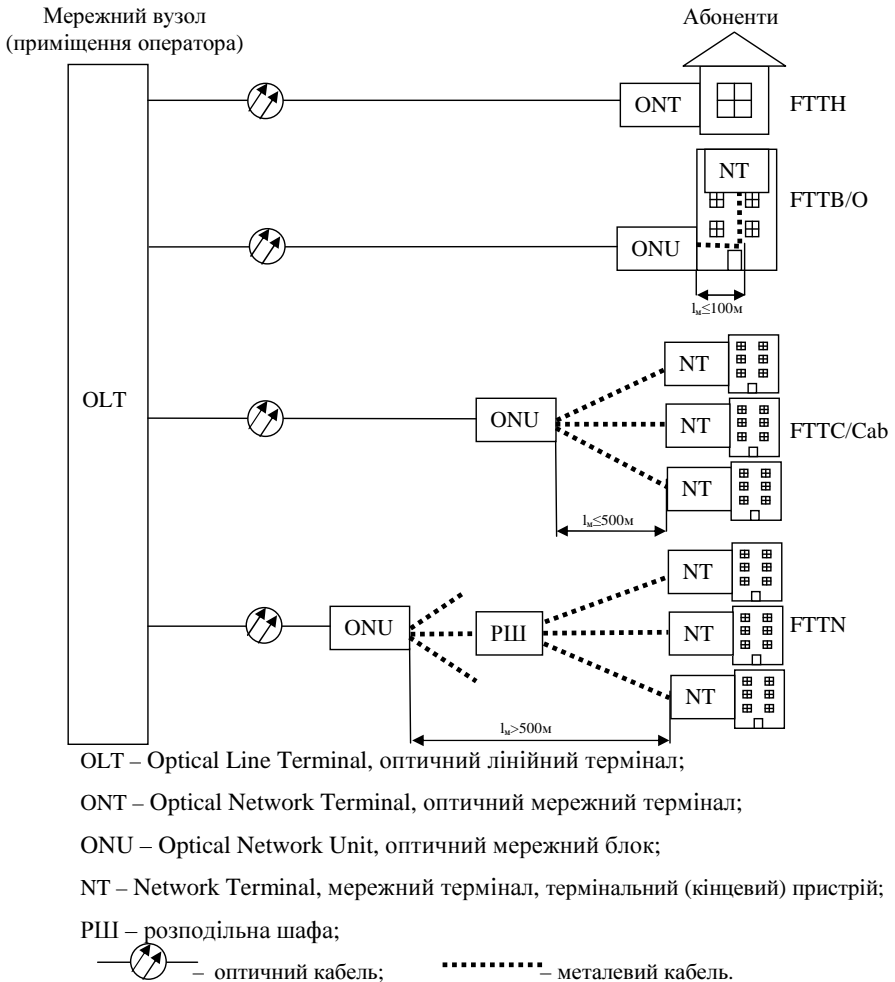 Мережний вузол
(приміщення оператора)
Абоненти
ONT
FTTH
NT
FTTB/O
ONU
lм≤100м
NT
OLT
ONU
NT
FTTC/Cab
NT
lм≤500м
NT
ONU
РШ
NT
FTTN
NT
lм>500м
OLT – Optical Line Terminal, оптичний лінійний термінал;
ONT – Optical Network Terminal, оптичний мережний термінал;
ONU – Optical Network Unit, оптичний мережний блок;
NT – Network Terminal, мережний термінал, термінальний (кінцевий) пристрій;
РШ – розподільна шафа;
– оптичний кабель; – металевий кабель.